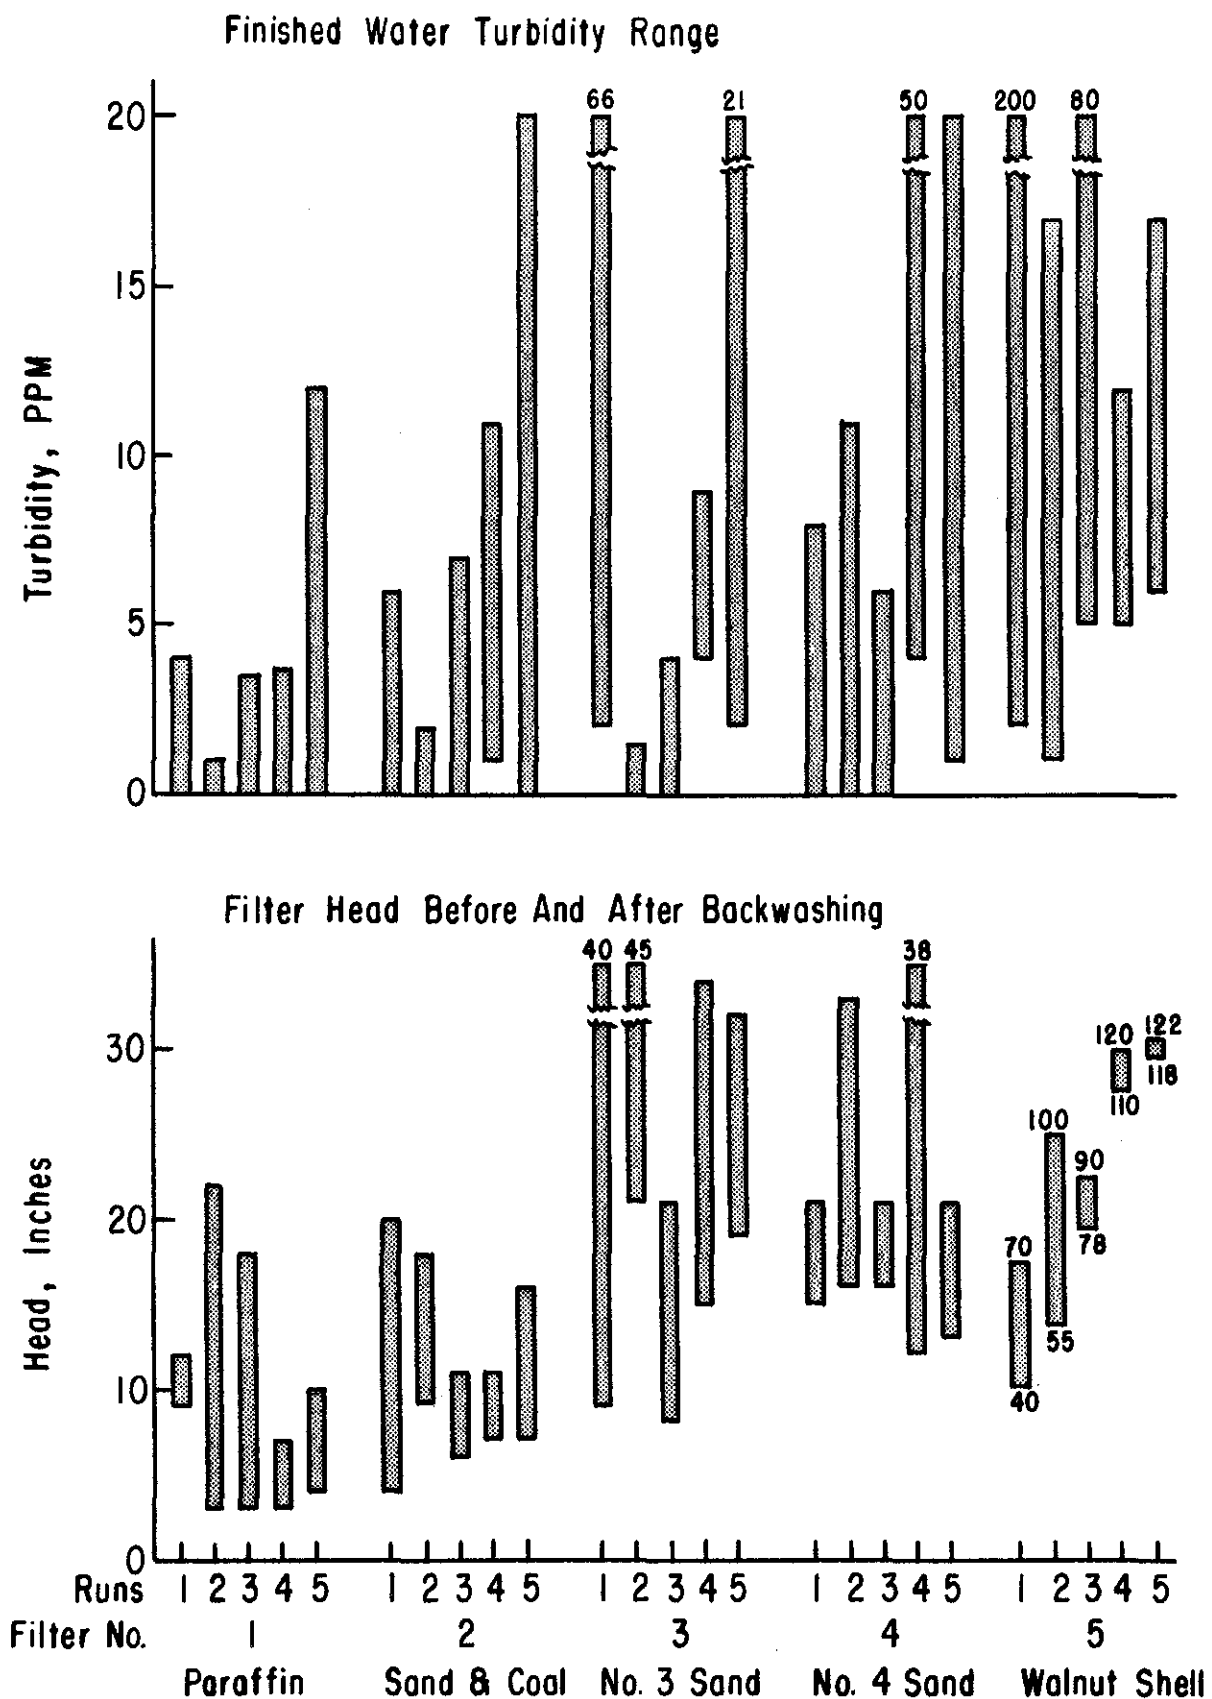 Finished Water Turbidity Range
66 21 50 200 80
20
15
10
5
0
Turbidity, PPM
Filter Head Before And After Backwashing
40 45 38
30
20
10
0
Head, Inches
120 122
118
110
100
90
78
70
55
40
Runs 1 2 3 4 5 1 2 3 4 5 1 2 3 4 5 1 2 3 4 5 1 2 3 4 5
Filter No. 1 2 3 4 5
Paraffin Sand & Coal No. 3 Sand No. 4 Sand Walnut Shell